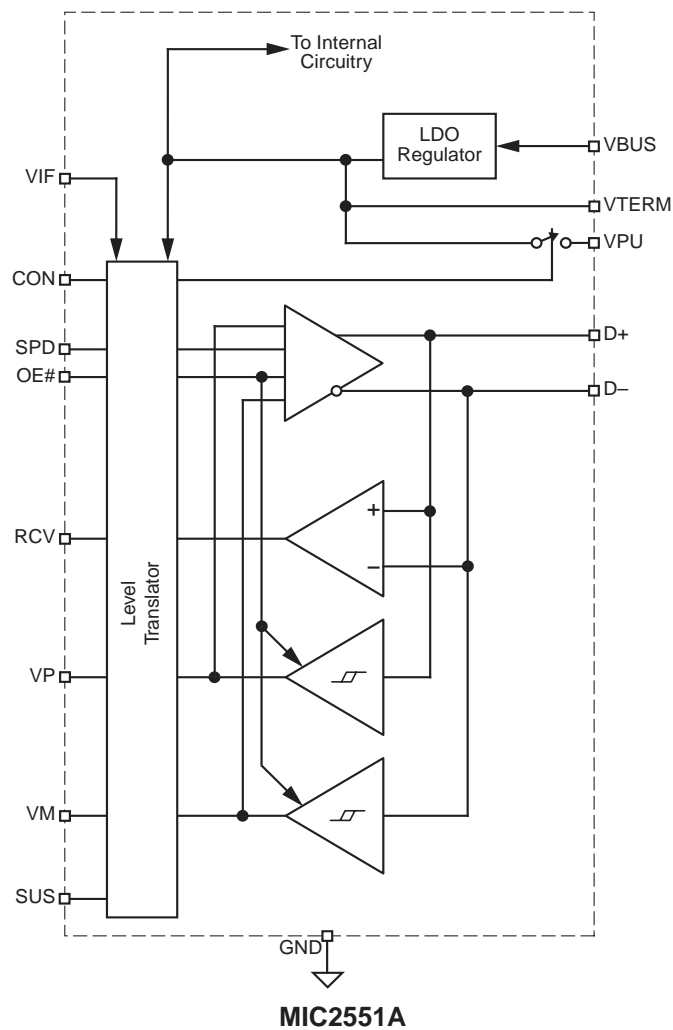 To Internal
Circuitry
LDO
Regulator
VBUS
VIF
VTERM
VPU
CON
SPD
D+
OE#
D–
+
RCV
–
Level
Translator
VP
VM
SUS
GND
MIC2551A